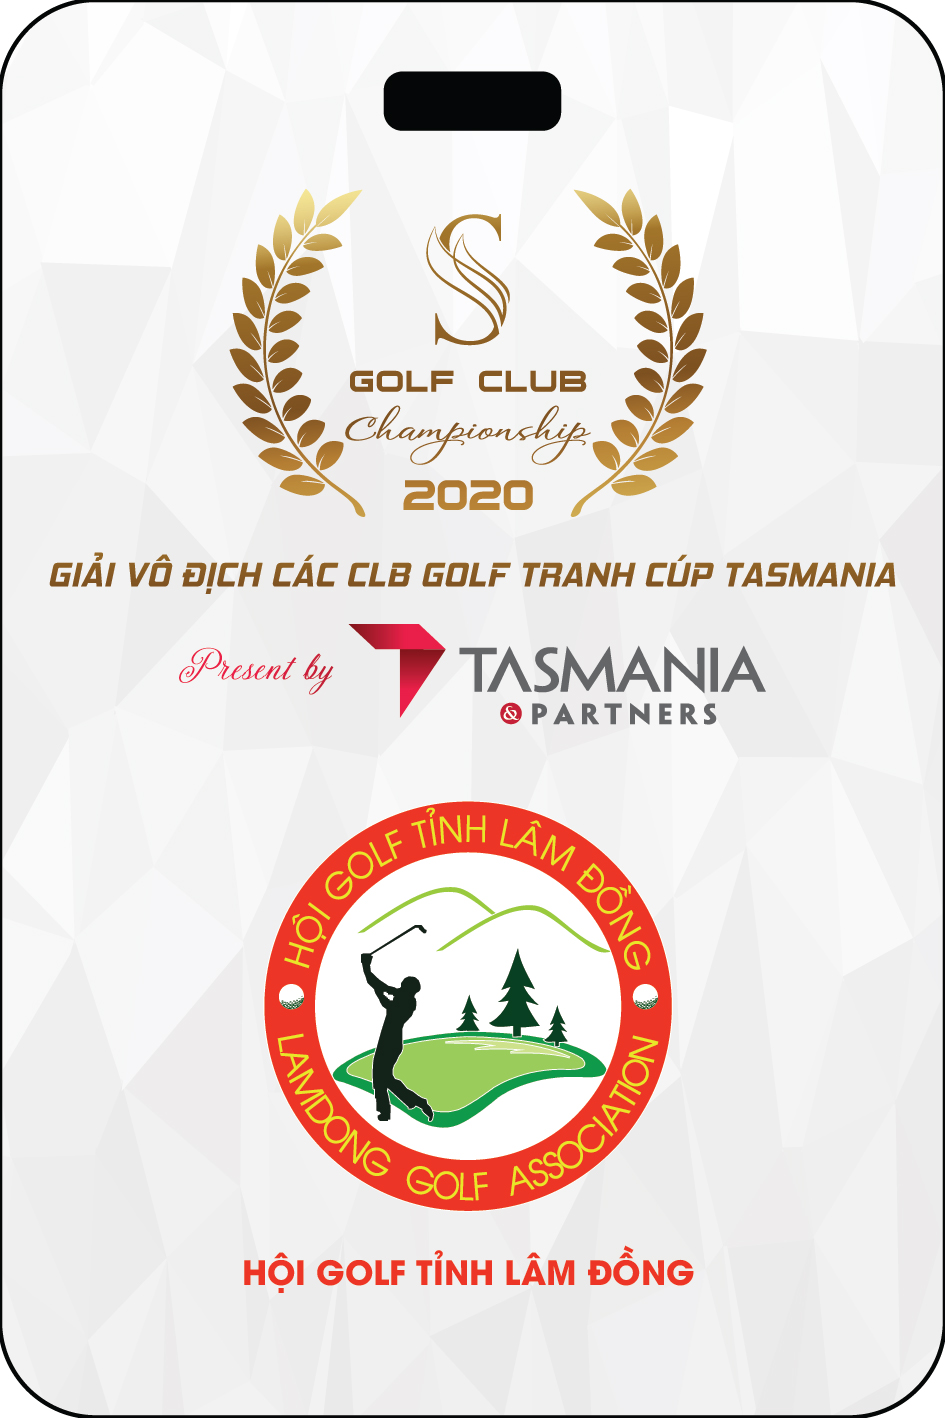 S
GOLF CLUB
Championship
2020
GIẢI VÔ ĐỊCH CÁC CLB GOLF TRANH CÚP TASMANIA
Present by
TASMANIA
& PARTNERS
HỘI GOLF TỈNH LÂM ĐỒNG
LAMDONG GOLF ASSOCIATION
HỘI GOLF TỈNH LÂM ĐỒNG